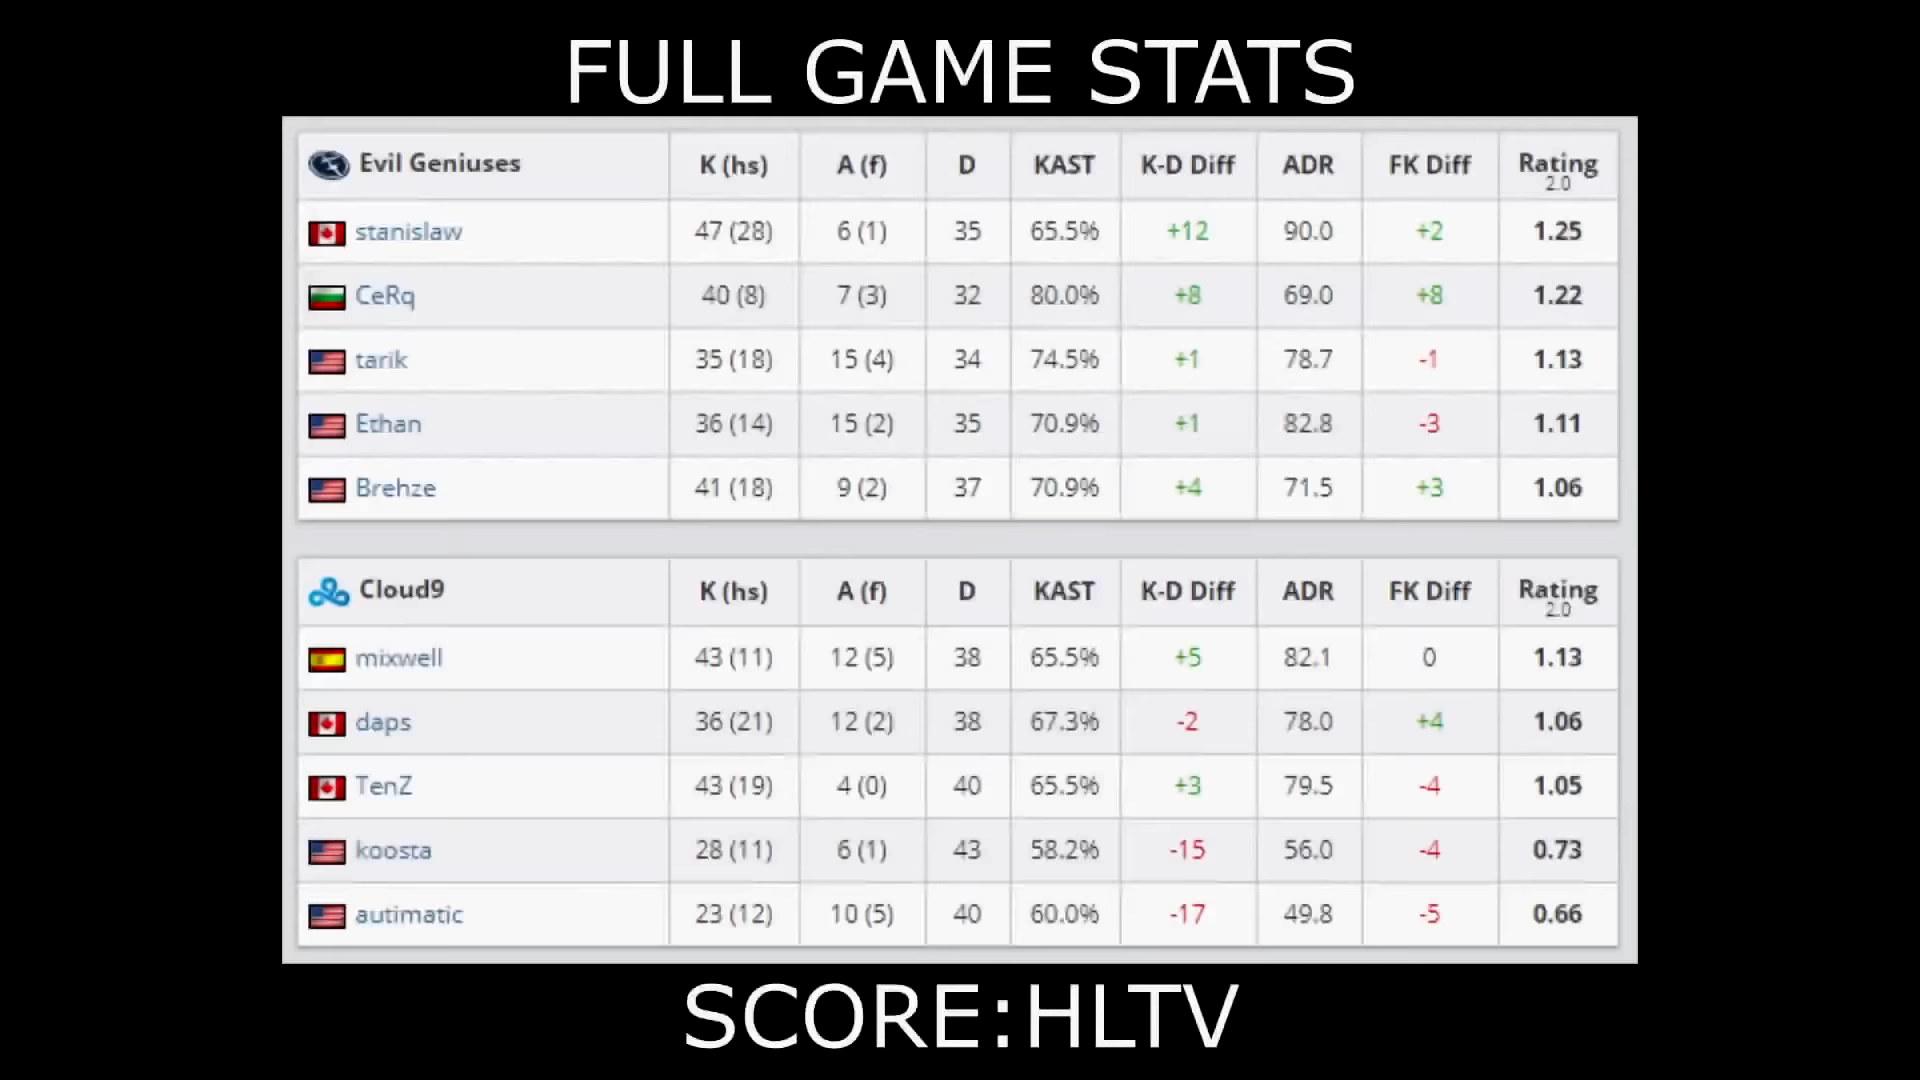 FULL GAME STATS
Evil Geniuses K (hs) A (f) D KAST K-D Diff ADR FK Diff Rating 2.0
stanislaw 47 (28) 6 (1) 35 65.5% +12 90.0 +2 1.25
CeRq 40 (8) 7 (3) 32 80.0% +8 69.0 +8 1.22
tarik 35 (18) 15 (4) 34 74.5% +1 78.7 -1 1.13
Ethan 36 (14) 15 (2) 35 70.9% +1 82.8 -3 1.11
Brehze 41 (18) 9 (2) 37 70.9% +4 71.5 +3 1.06
Cloud9 K (hs) A (f) D KAST K-D Diff ADR FK Diff Rating 2.0
mixwell 43 (11) 12 (5) 38 65.5% +5 82.1 0 1.13
daps 36 (21) 12 (2) 38 67.3% -2 78.0 +4 1.06
TenZ 43 (19) 4 (0) 40 65.5% +3 79.5 -4 1.05
koosta 28 (11) 6 (1) 43 58.2% -15 56.0 -4 0.73
autimatic 23 (12) 10 (5) 40 60.0% -17 49.8 -5 0.66
SCORE:HLTV